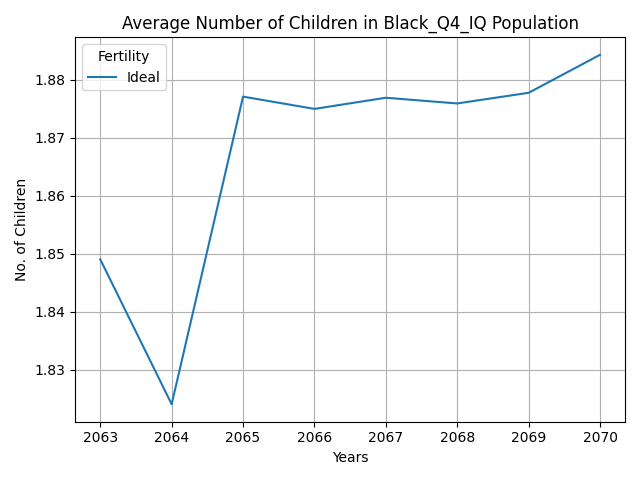 Average Number of Children in Black_Q4_IQ Population
Fertility
Ideal
No. of Children
1.88
1.87
1.86
1.85
1.84
1.83
2063 2064 2065 2066 2067 2068 2069 2070
Years